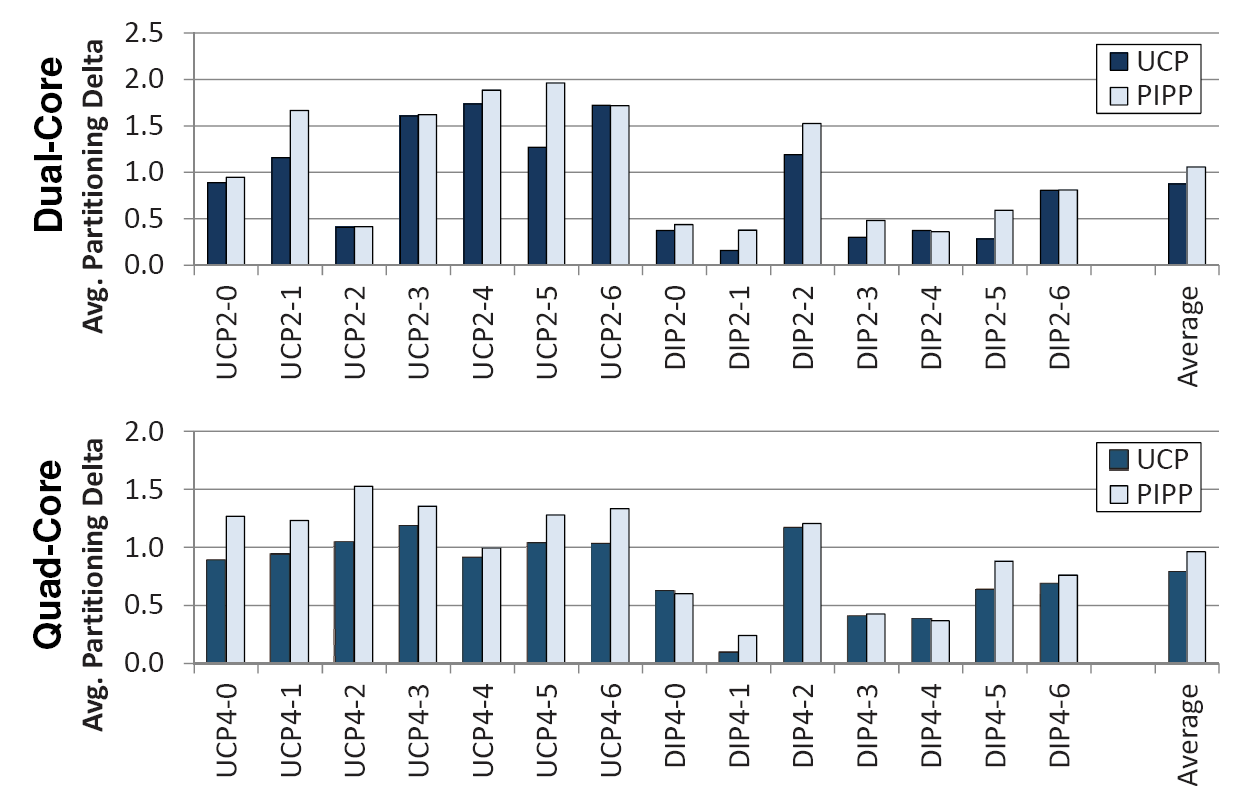 Dual-Core
Avg. Partitioning Delta
2.5
2.0
1.5
1.0
0.5
0.0
UCP
PIPP
UCP2-0
UCP2-1
UCP2-2
UCP2-3
UCP2-4
UCP2-5
UCP2-6
DIP2-0
DIP2-1
DIP2-2
DIP2-3
DIP2-4
DIP2-5
DIP2-6
Average
Quad-Core
Avg. Partitioning Delta
2.0
1.5
1.0
0.5
0.0
UCP
PIPP
UCP4-0
UCP4-1
UCP4-2
UCP4-3
UCP4-4
UCP4-5
UCP4-6
DIP4-0
DIP4-1
DIP4-2
DIP4-3
DIP4-4
DIP4-5
DIP4-6
Average